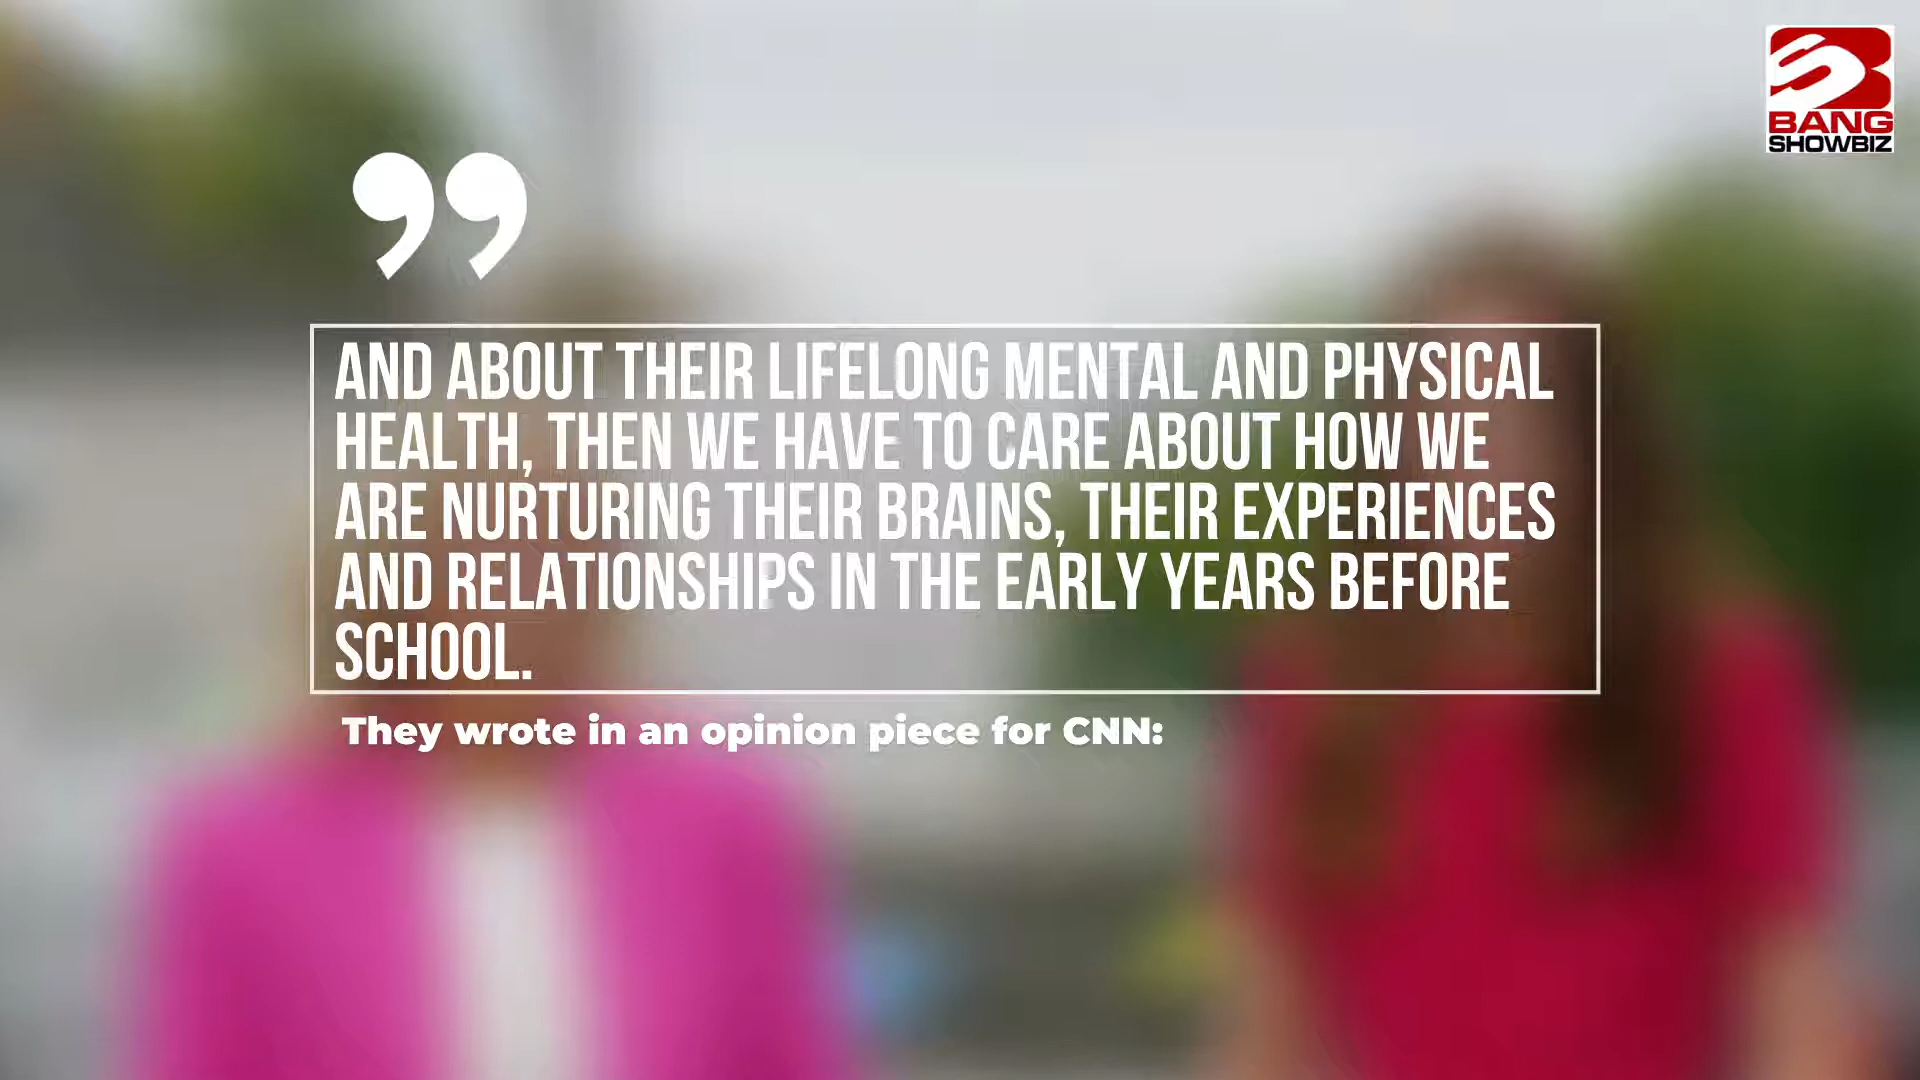 BANG
SHOWBIZ
”
AND ABOUT THEIR LIFELONG MENTAL AND PHYSICAL
HEALTH, THEN WE HAVE TO CARE ABOUT HOW WE
ARE NURTURING THEIR BRAINS, THEIR EXPERIENCES
AND RELATIONSHIPS IN THE EARLY YEARS BEFORE
SCHOOL.
They wrote in an opinion piece for CNN: